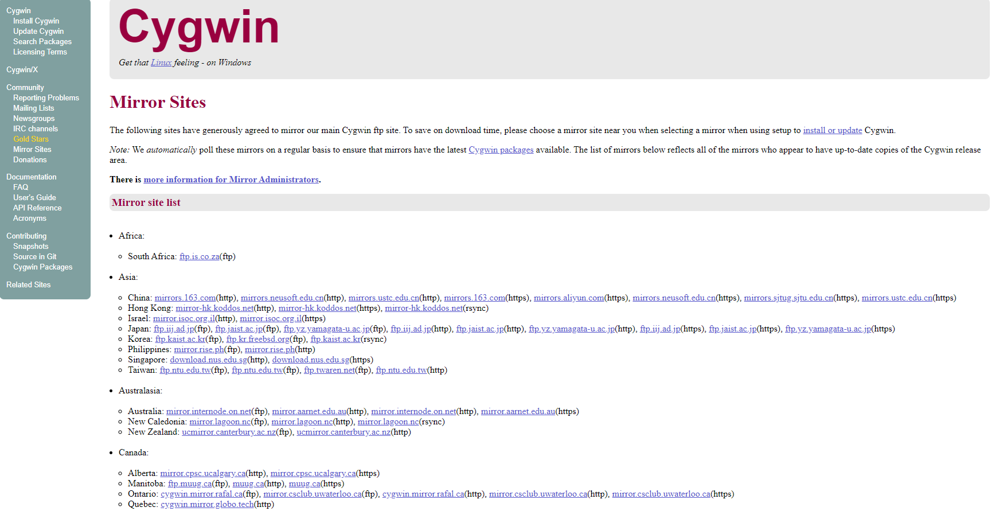 Cygwin
Install Cygwin
Update Cygwin
Search Packages
Licensing Terms
Cygwin/X
Community
Reporting Problems
Mailing Lists
Newsgroups
IRC channels
Gold Stars
Mirror Sites
Donations
Documentation
FAQ
User's Guide
API Reference
Acronyms
Contributing
Snapshots
Source in Git
Cygwin Packages
Related Sites
Cygwin
Get that Linux feeling - on Windows
Mirror Sites
The following sites have generously agreed to mirror our main Cygwin ftp site. To save on download time, please choose a mirror site near you when selecting a mirror when using setup to install or update Cygwin.
Note: We automatically poll these mirrors on a regular basis to ensure that mirrors have the latest Cygwin packages available. The list of mirrors below reflects all of the mirrors who appear to have up-to-date copies of the Cygwin release
area.
There is more information for Mirror Administrators.
Mirror site list
Africa:
South Africa: ftp.is.co.za(ftp)
Asia:
China: mirrors.163.com(http), mirrors.neusoft.edu.cn(http), mirrors.ustc.edu.cn(http), mirrors.163.com(https), mirrors.aliyun.com(https), mirrors.neusoft.edu.cn(https), mirrors.sjtug.sjtu.edu.cn(https), mirrors.ustc.edu.cn(https)
Hong Kong: mirror-hk.koddos.net(http), mirror-hk.koddos.net(https), mirror-hk.koddos.net(rsync)
Israel: mirror.isoc.org.il(http), mirror.isoc.org.il(https)
Japan: ftp.iij.ad.jp(ftp), ftp.jaist.ac.jp(ftp), ftp.yz.yamagata-u.ac.jp(ftp), ftp.iij.ad.jp(http), ftp.jaist.ac.jp(http), ftp.yz.yamagata-u.ac.jp(http), ftp.iij.ad.jp(https), ftp.jaist.ac.jp(https), ftp.yz.yamagata-u.ac.jp(https)
Korea: ftp.kaist.ac.kr(ftp), ftp.kr.freebsd.org(ftp), ftp.kaist.ac.kr(rsync)
Philippines: mirror.rise.ph(ftp), mirror.rise.ph(http)
Singapore: download.nus.edu.sg(http), download.nus.edu.sg(https)
Taiwan: ftp.ntu.edu.tw(ftp), ftp.ntu.edu.tw(ftp), ftp.twaren.net(ftp), ftp.ntu.edu.tw(http)
Australasia:
Australia: mirror.internode.on.net(ftp), mirror.aarnet.edu.au(http), mirror.internode.on.net(http), mirror.aarnet.edu.au(https)
New Caledonia: mirror.lagoon.nc(ftp), mirror.lagoon.nc(http), mirror.lagoon.nc(rsync)
New Zealand: ucmirror.canterbury.ac.nz(ftp), ucmirror.canterbury.ac.nz(http)
Canada:
Alberta: mirror.cpsc.ucalgary.ca(http), mirror.cpsc.ucalgary.ca(https)
Manitoba: ftp.muug.ca(ftp), muug.ca(http), muug.ca(https)
Ontario: cygwin.mirror.rafal.ca(ftp), mirror.csclub.uwaterloo.ca(ftp), cygwin.mirror.rafal.ca(http), mirror.csclub.uwaterloo.ca(http), mirror.csclub.uwaterloo.ca(https)
Quebec: cygwin.mirror.globo.tech(http)